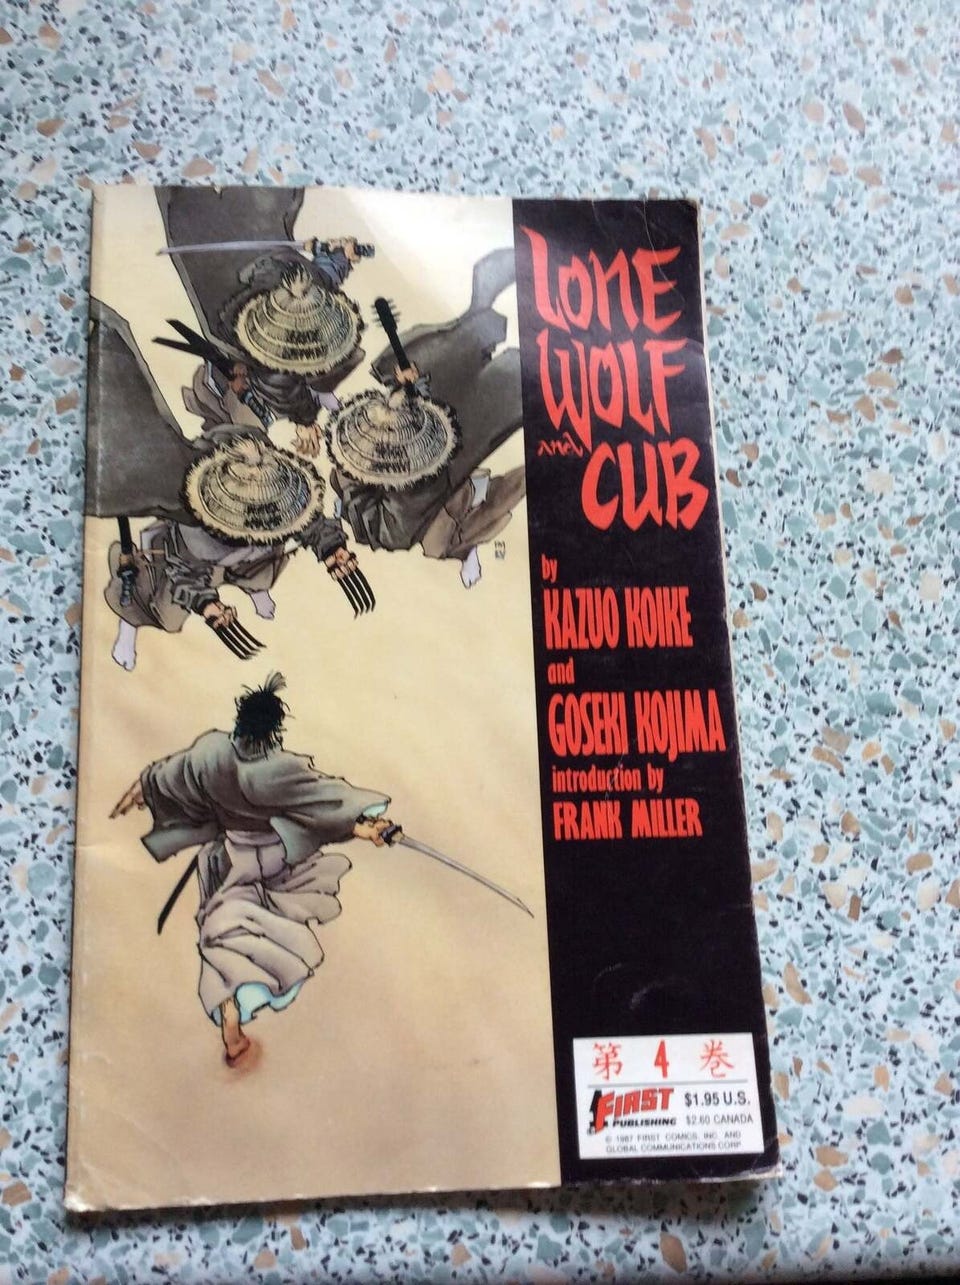 LONE
WOLF
and
CUB
by
KAZUO KOIKE
and
GOSEKI KOJIMA
introduction by
FRANK MILLER
第 4 巻
FIRST
PUBLISHING
$1.95 U.S.
$2.60 CANADA
© 1987 FIRST COMICS, INC. AND
GLOBAL COMMUNICATIONS CORP